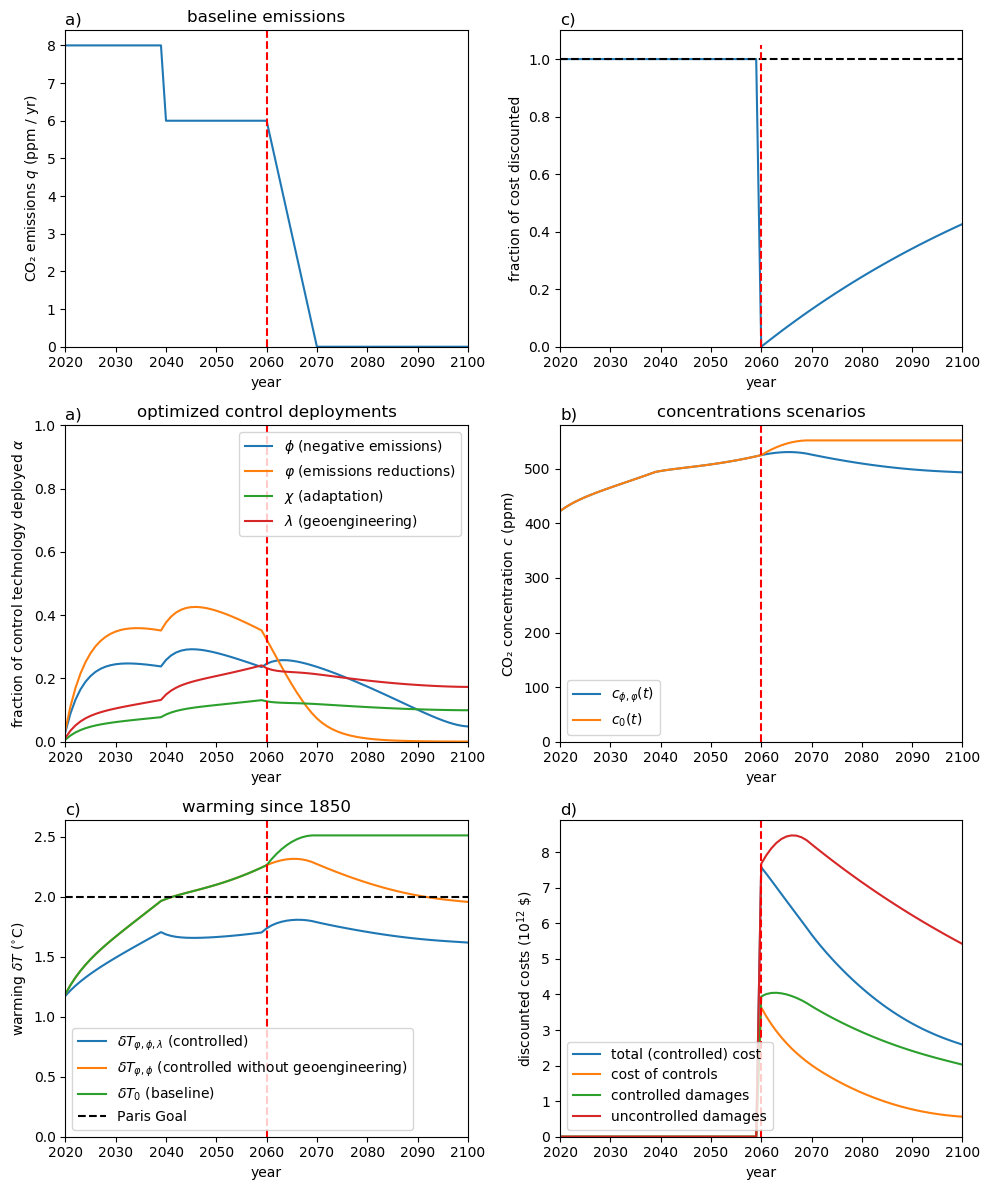 a)
baseline emissions
8
7
6
5
4
3
2
1
0
CO₂ emissions q (ppm / yr)
2020 2030 2040 2050 2060 2070 2080 2090 2100
year
c)
1.0
0.8
0.6
0.4
0.2
0.0
fraction of cost discounted
2020 2030 2040 2050 2060 2070 2080 2090 2100
year
a)
optimized control deployments
1.0
0.8
0.6
0.4
0.2
0.0
fraction of control technology deployed α
ϕ (negative emissions)
φ (emissions reductions)
χ (adaptation)
λ (geoengineering)
2020 2030 2040 2050 2060 2070 2080 2090 2100
year
b)
concentrations scenarios
500
400
300
200
100
0
CO₂ concentration c (ppm)
cϕ,φ(t)
c₀(t)
2020 2030 2040 2050 2060 2070 2080 2090 2100
year
c)
warming since 1850
2.5
2.0
1.5
1.0
0.5
0.0
warming δT (°C)
δTφ,ϕ,λ (controlled)
δTφ,ϕ (controlled without geoengineering)
δT₀ (baseline)
Paris Goal
2020 2030 2040 2050 2060 2070 2080 2090 2100
year
d)
8
7
6
5
4
3
2
1
0
discounted costs (10¹² $)
total (controlled) cost
cost of controls
controlled damages
uncontrolled damages
2020 2030 2040 2050 2060 2070 2080 2090 2100
year